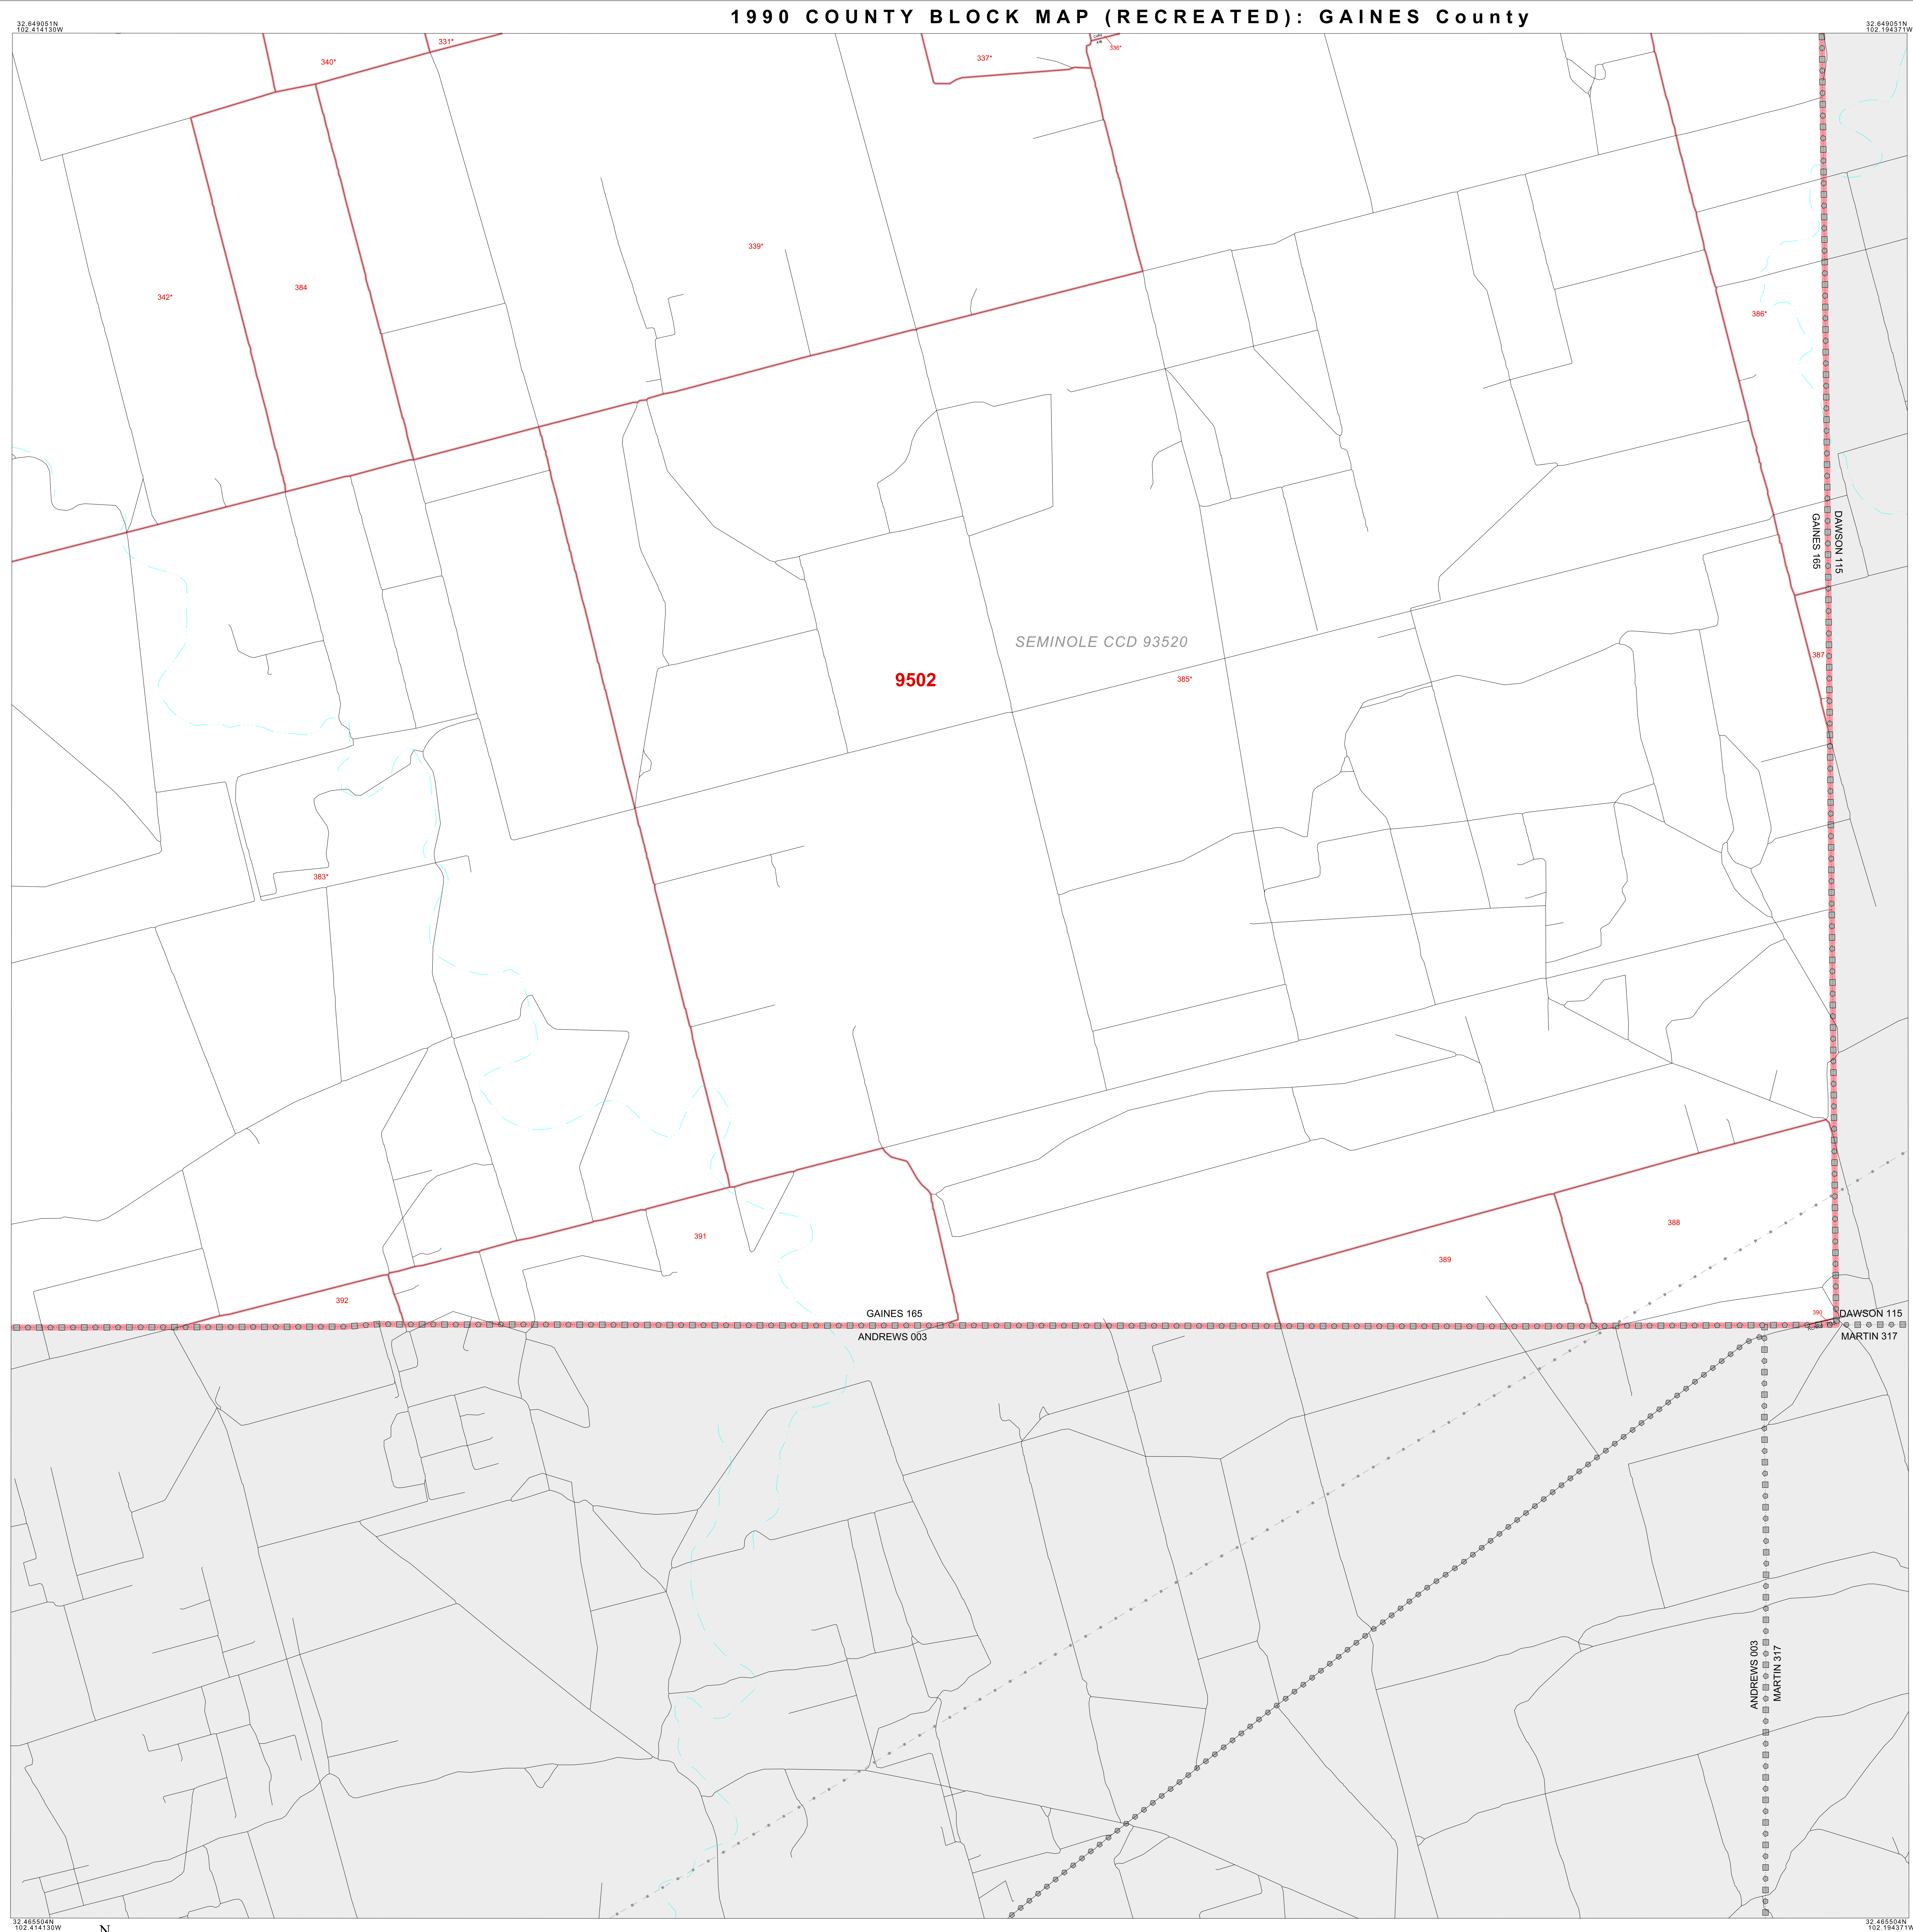 1990 COUNTY BLOCK MAP (RECREATED): GAINES County
32.649051N
102.414130W
32.649051N
102.194371W
331*
340*
337*
336*
339*
342*
384
386*
GAINES 165
DAWSON 115
SEMINOLE CCD 93520
9502
385*
387
383*
391
388
389
392
390
GAINES 165
ANDREWS 003
DAWSON 115
MARTIN 317
ANDREWS 003
MARTIN 317
32.465504N
102.414130W
N
32.465504N
102.194371W